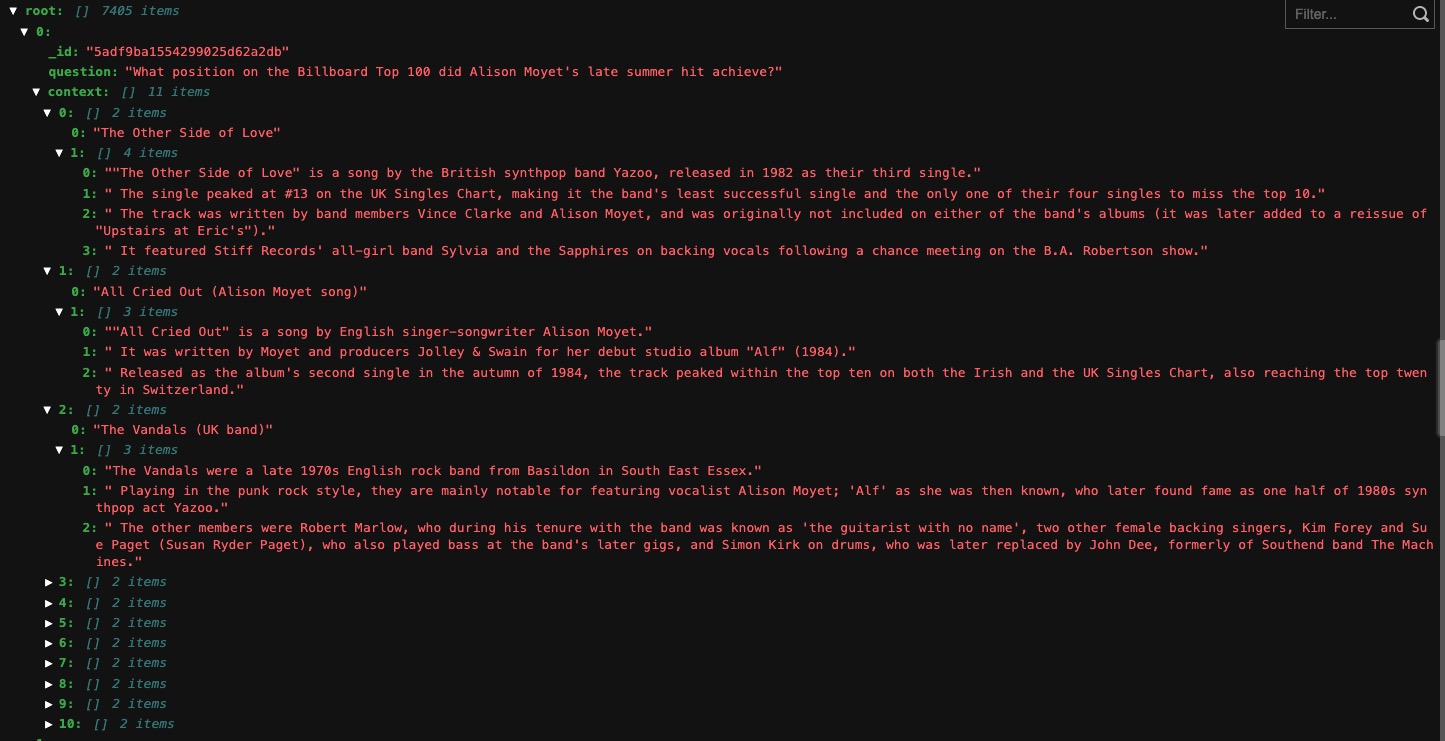 ▼ root: [] 7405 items
Filter...
▼ 0:
_id: "5adf9ba1554299025d62a2db"
question: "What position on the Billboard Top 100 did Alison Moyet's late summer hit achieve?"
▼ context: [] 11 items
▼ 0: [] 2 items
0: "The Other Side of Love"
▼ 1: [] 4 items
0: ""The Other Side of Love" is a song by the British synthpop band Yazoo, released in 1982 as their third single."
1: " The single peaked at #13 on the UK Singles Chart, making it the band's least successful single and the only one of their four singles to miss the top 10."
2: " The track was written by band members Vince Clarke and Alison Moyet, and was originally not included on either of the band's albums (it was later added to a reissue of
"Upstairs at Eric's")."
3: " It featured Stiff Records' all-girl band Sylvia and the Sapphires on backing vocals following a chance meeting on the B.A. Robertson show."
▼ 1: [] 2 items
0: "All Cried Out (Alison Moyet song)"
▼ 1: [] 3 items
0: ""All Cried Out" is a song by English singer-songwriter Alison Moyet."
1: " It was written by Moyet and producers Jolley & Swain for her debut studio album "Alf" (1984)."
2: " Released as the album's second single in the autumn of 1984, the track peaked within the top ten on both the Irish and the UK Singles Chart, also reaching the top twen
ty in Switzerland."
▼ 2: [] 2 items
0: "The Vandals (UK band)"
▼ 1: [] 3 items
0: "The Vandals were a late 1970s English rock band from Basildon in South East Essex."
1: " Playing in the punk rock style, they are mainly notable for featuring vocalist Alison Moyet; 'Alf' as she was then known, who later found fame as one half of 1980s syn
thpop act Yazoo."
2: " The other members were Robert Marlow, who during his tenure with the band was known as 'the guitarist with no name', two other female backing singers, Kim Forey and Su
e Paget (Susan Ryder Paget), who also played bass at the band's later gigs, and Simon Kirk on drums, who was later replaced by John Dee, formerly of Southend band The Mach
ines."
▶ 3: [] 2 items
▶ 4: [] 2 items
▶ 5: [] 2 items
▶ 6: [] 2 items
▶ 7: [] 2 items
▶ 8: [] 2 items
▶ 9: [] 2 items
▶ 10: [] 2 items